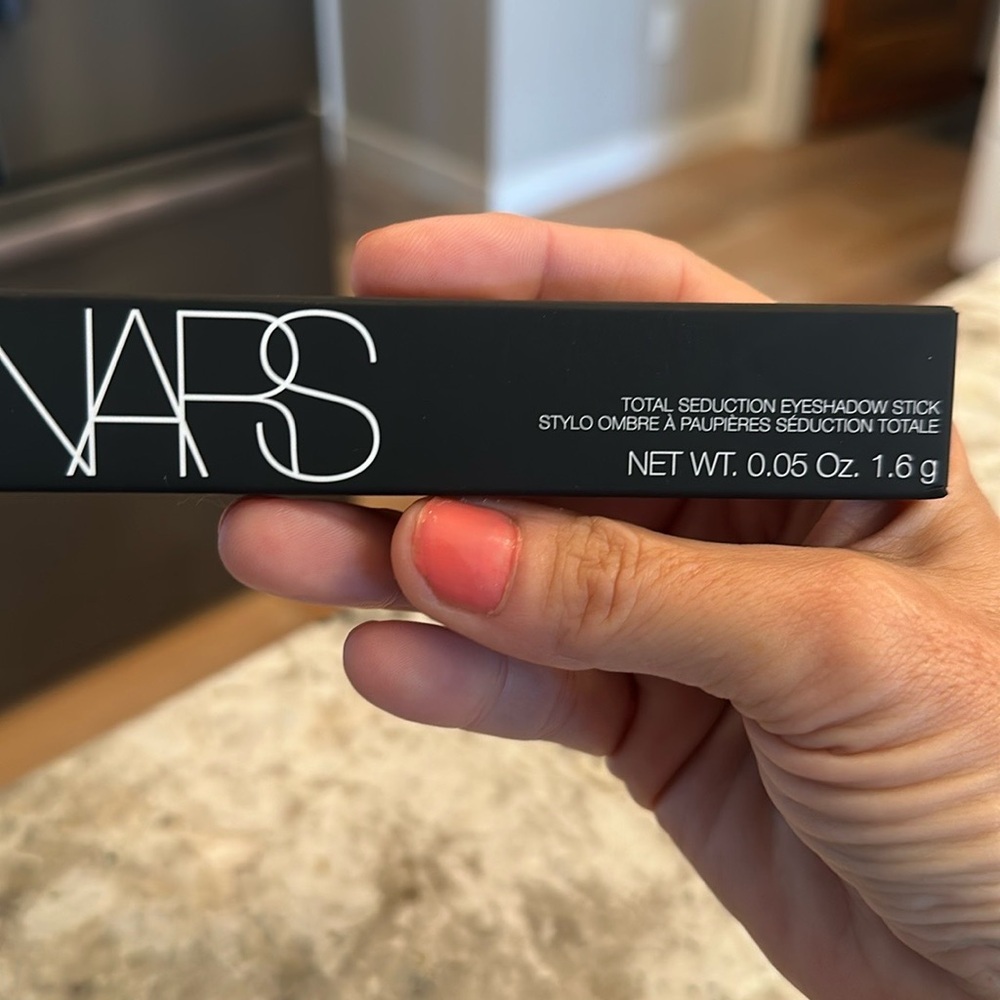 NARS
TOTAL SEDUCTION EYESHADOW STICK
STYLO OMBRE À PAUPIÈRES SÉDUCTION TOTALE
NET WT. 0.05 Oz. 1.6 g